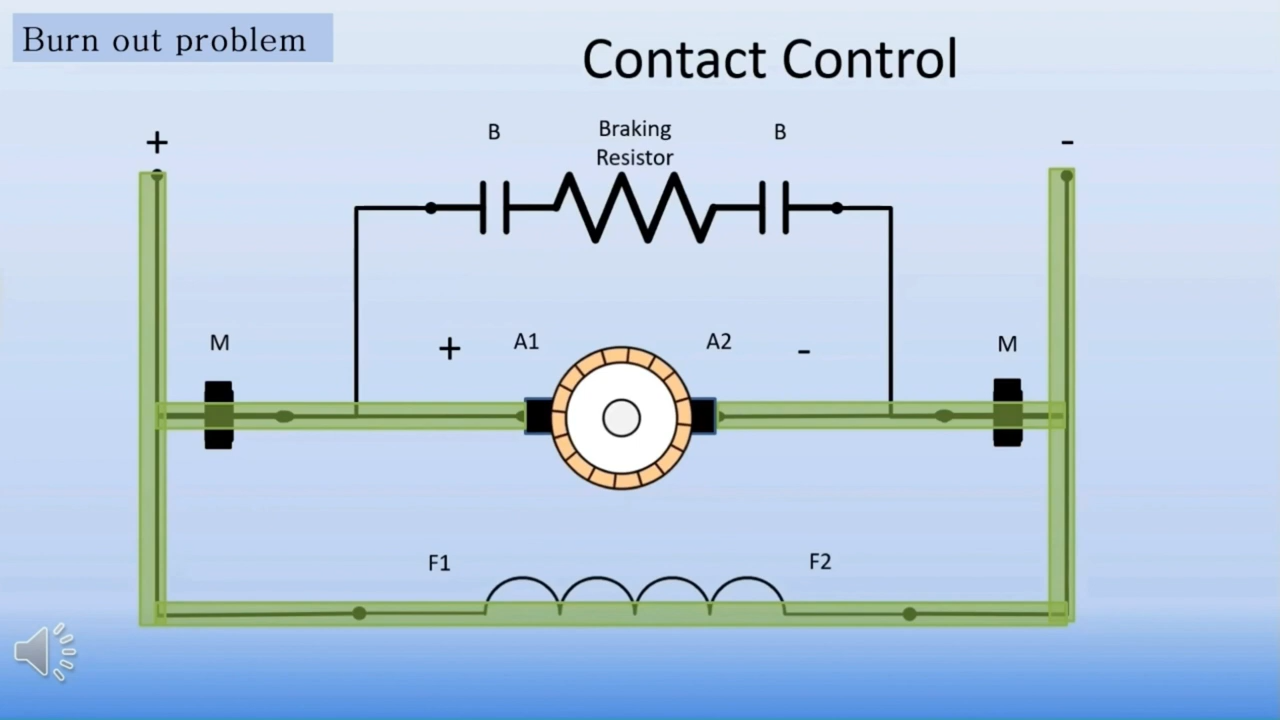 Burn out problem
Contact Control
B
Braking
Resistor
B
+
-
M
+
A1
A2
-
M
F1
F2